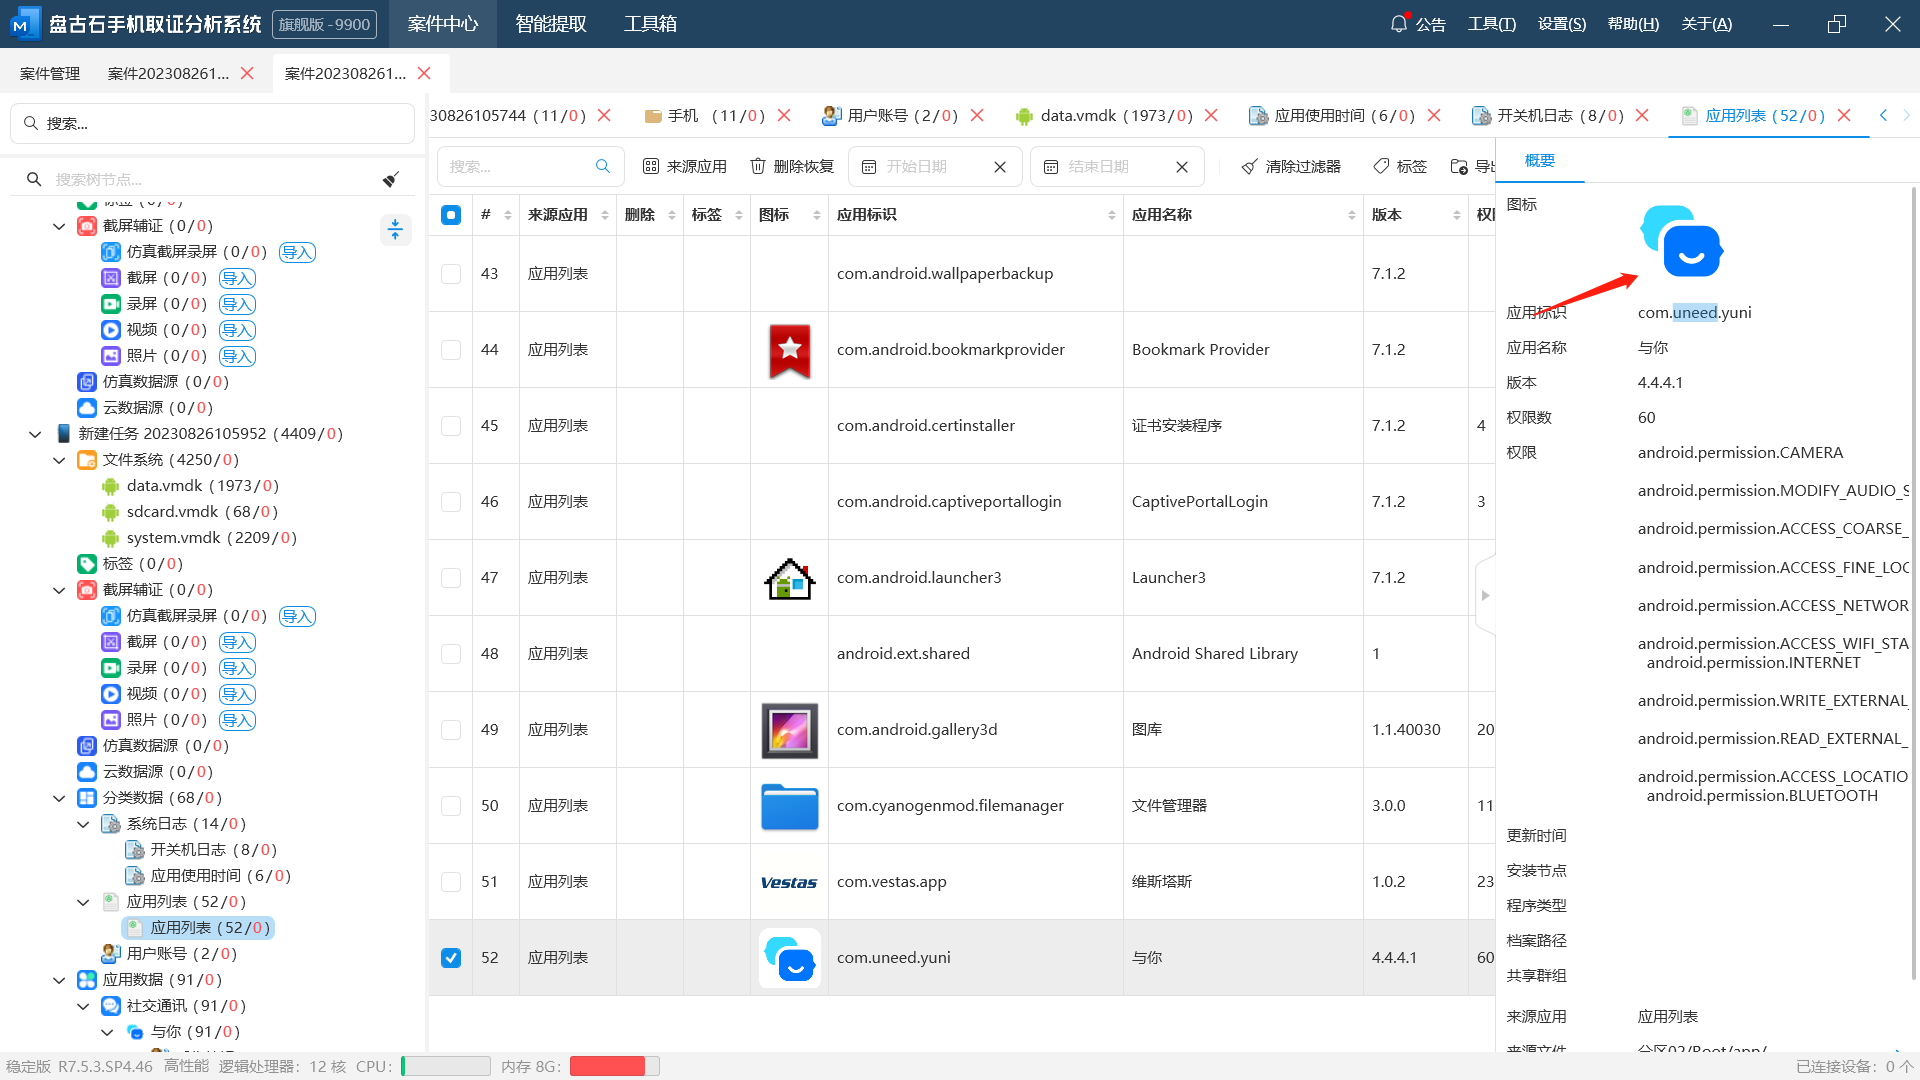 盘古石手机取证分析系统 旗舰版 -9900 案件中心 智能提取 工具箱 公告 工具(T) 设置(S) 帮助(H) 关于(A)
案件管理 案件202308261... 案件202308261...
搜索...
30826105744 (11/0) 手机 (11/0) 用户账号 (2/0) data.vmdk (1973/0) 应用使用时间 (6/0) 开关机日志 (8/0) 应用列表 (52/0)
搜索树节点...
搜索... 来源应用 删除恢复 开始日期 结束日期 清除过滤器 标签
截屏辅证 (0/0)
仿真截屏录屏 (0/0) 导入
截屏 (0/0) 导入
录屏 (0/0) 导入
视频 (0/0) 导入
照片 (0/0) 导入
仿真数据源 (0/0)
云数据源 (0/0)
新建任务 20230826105952 (4409/0)
文件系统 (4250/0)
data.vmdk (1973/0)
sdcard.vmdk (68/0)
system.vmdk (2209/0)
标签 (0/0)
截屏辅证 (0/0)
仿真截屏录屏 (0/0) 导入
截屏 (0/0) 导入
录屏 (0/0) 导入
视频 (0/0) 导入
照片 (0/0) 导入
仿真数据源 (0/0)
云数据源 (0/0)
分类数据 (68/0)
系统日志 (14/0)
开关机日志 (8/0)
应用使用时间 (6/0)
应用列表 (52/0)
应用列表 (52/0)
用户账号 (2/0)
应用数据 (91/0)
社交通讯 (91/0)
与你 (91/0)
# 来源应用 删除 标签 图标 应用标识 应用名称 版本
43 应用列表 com.android.wallpaperbackup 7.1.2
44 应用列表 com.android.bookmarkprovider Bookmark Provider 7.1.2
45 应用列表 com.android.certinstaller 证书安装程序 7.1.2 4
46 应用列表 com.android.captiveportallogin CaptivePortalLogin 7.1.2 3
47 应用列表 com.android.launcher3 Launcher3 7.1.2
48 应用列表 android.ext.shared Android Shared Library 1
49 应用列表 com.android.gallery3d 图库 1.1.40030 20
50 应用列表 com.cyanogenmod.filemanager 文件管理器 3.0.0 11
51 应用列表 Vestas com.vestas.app 维斯塔斯 1.0.2 23
52 应用列表 com.uneed.yuni 与你 4.4.4.1 60
概要
图标
应用标识 com.uneed.yuni
应用名称 与你
版本 4.4.4.1
权限数 60
权限 android.permission.CAMERA
android.permission.MODIFY_AUDIO_S
android.permission.ACCESS_COARSE_
android.permission.ACCESS_FINE_LOC
android.permission.ACCESS_NETWOR
android.permission.ACCESS_WIFI_STA
android.permission.INTERNET
android.permission.WRITE_EXTERNAL_
android.permission.READ_EXTERNAL_
android.permission.ACCESS_LOCATIO
android.permission.BLUETOOTH
更新时间
安装节点
程序类型
档案路径
共享群组
来源应用 应用列表
来源文件 分区02/Root/app/
稳定版 R7.5.3.SP4.46 高性能 逻辑处理器: 12 核 CPU: 内存 8G: 已连接设备: 0 个